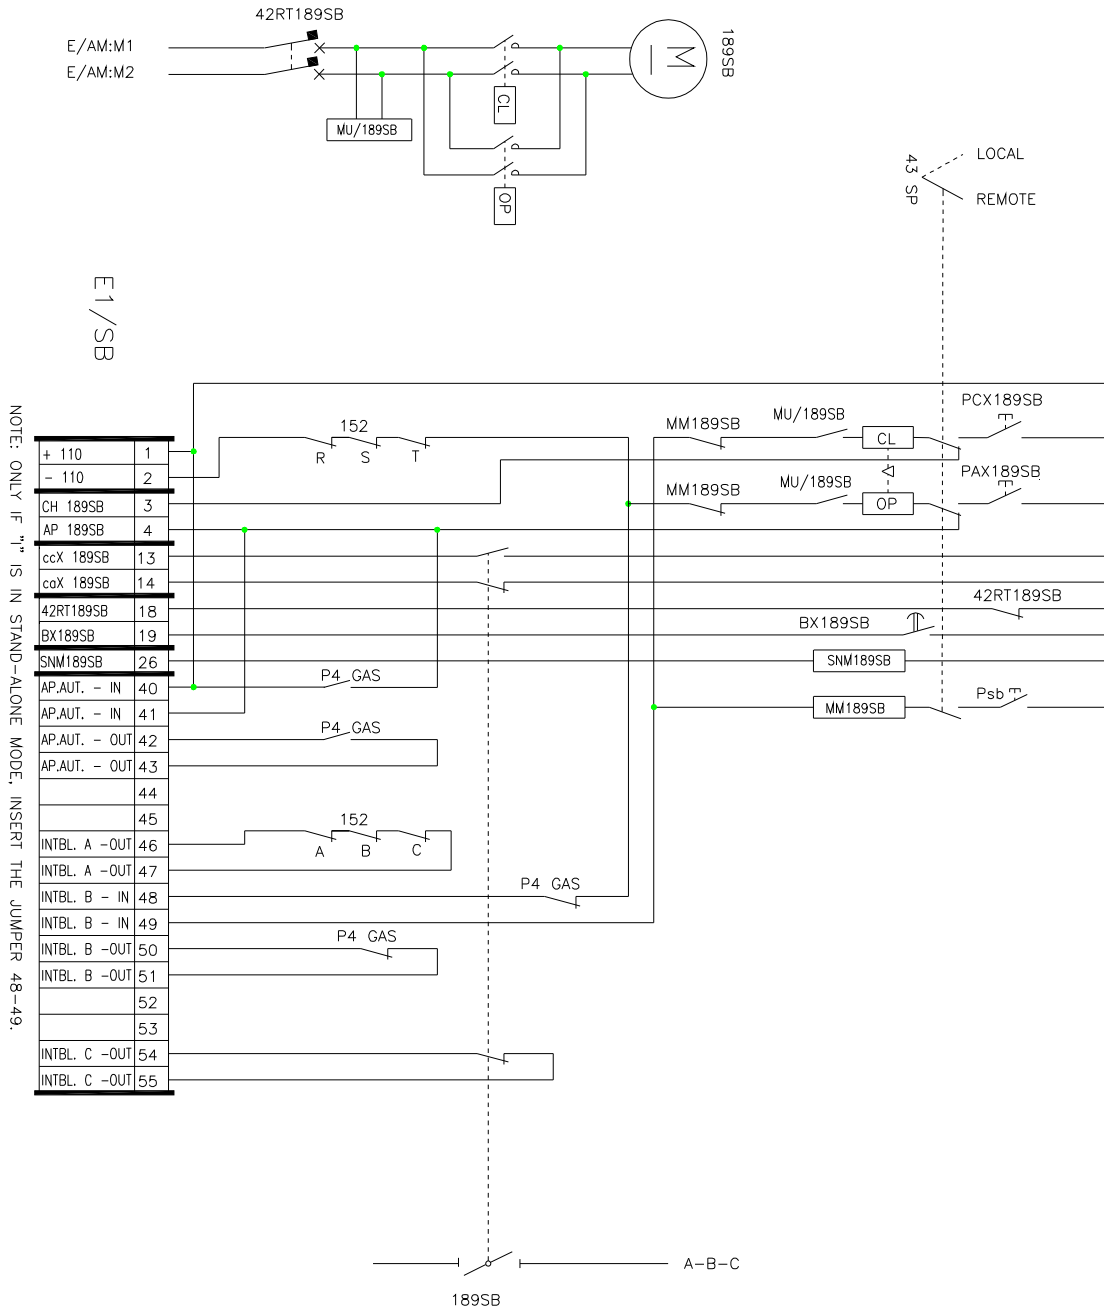 42RT189SB
E/AM:M1
E/AM:M2
M
189SB
CL
MU/189SB
OP
43 SP
LOCAL
REMOTE
E1/SB
NOTE: ONLY IF "I" IS IN STAND-ALONE MODE, INSERT THE JUMPER 48-49.
+ 110 1
- 110 2
CH 189SB 3
AP 189SB 4
ccX 189SB 13
caX 189SB 14
42RT189SB 18
BX189SB 19
SNM189SB 26
AP.AUT. - IN 40
AP.AUT. - IN 41
AP.AUT. - OUT 42
AP.AUT. - OUT 43
44
45
INTBL. A -OUT 46
INTBL. A -OUT 47
INTBL. B - IN 48
INTBL. B - IN 49
INTBL. B -OUT 50
INTBL. B -OUT 51
52
53
INTBL. C -OUT 54
INTBL. C -OUT 55
152
R S T
MM189SB
MU/189SB
CL
PCX189SB
MM189SB
MU/189SB
OP
PAX189SB
42RT189SB
BX189SB
SNM189SB
P4 GAS
MM189SB
Psb
P4 GAS
152
A B C
P4 GAS
P4 GAS
A-B-C
189SB